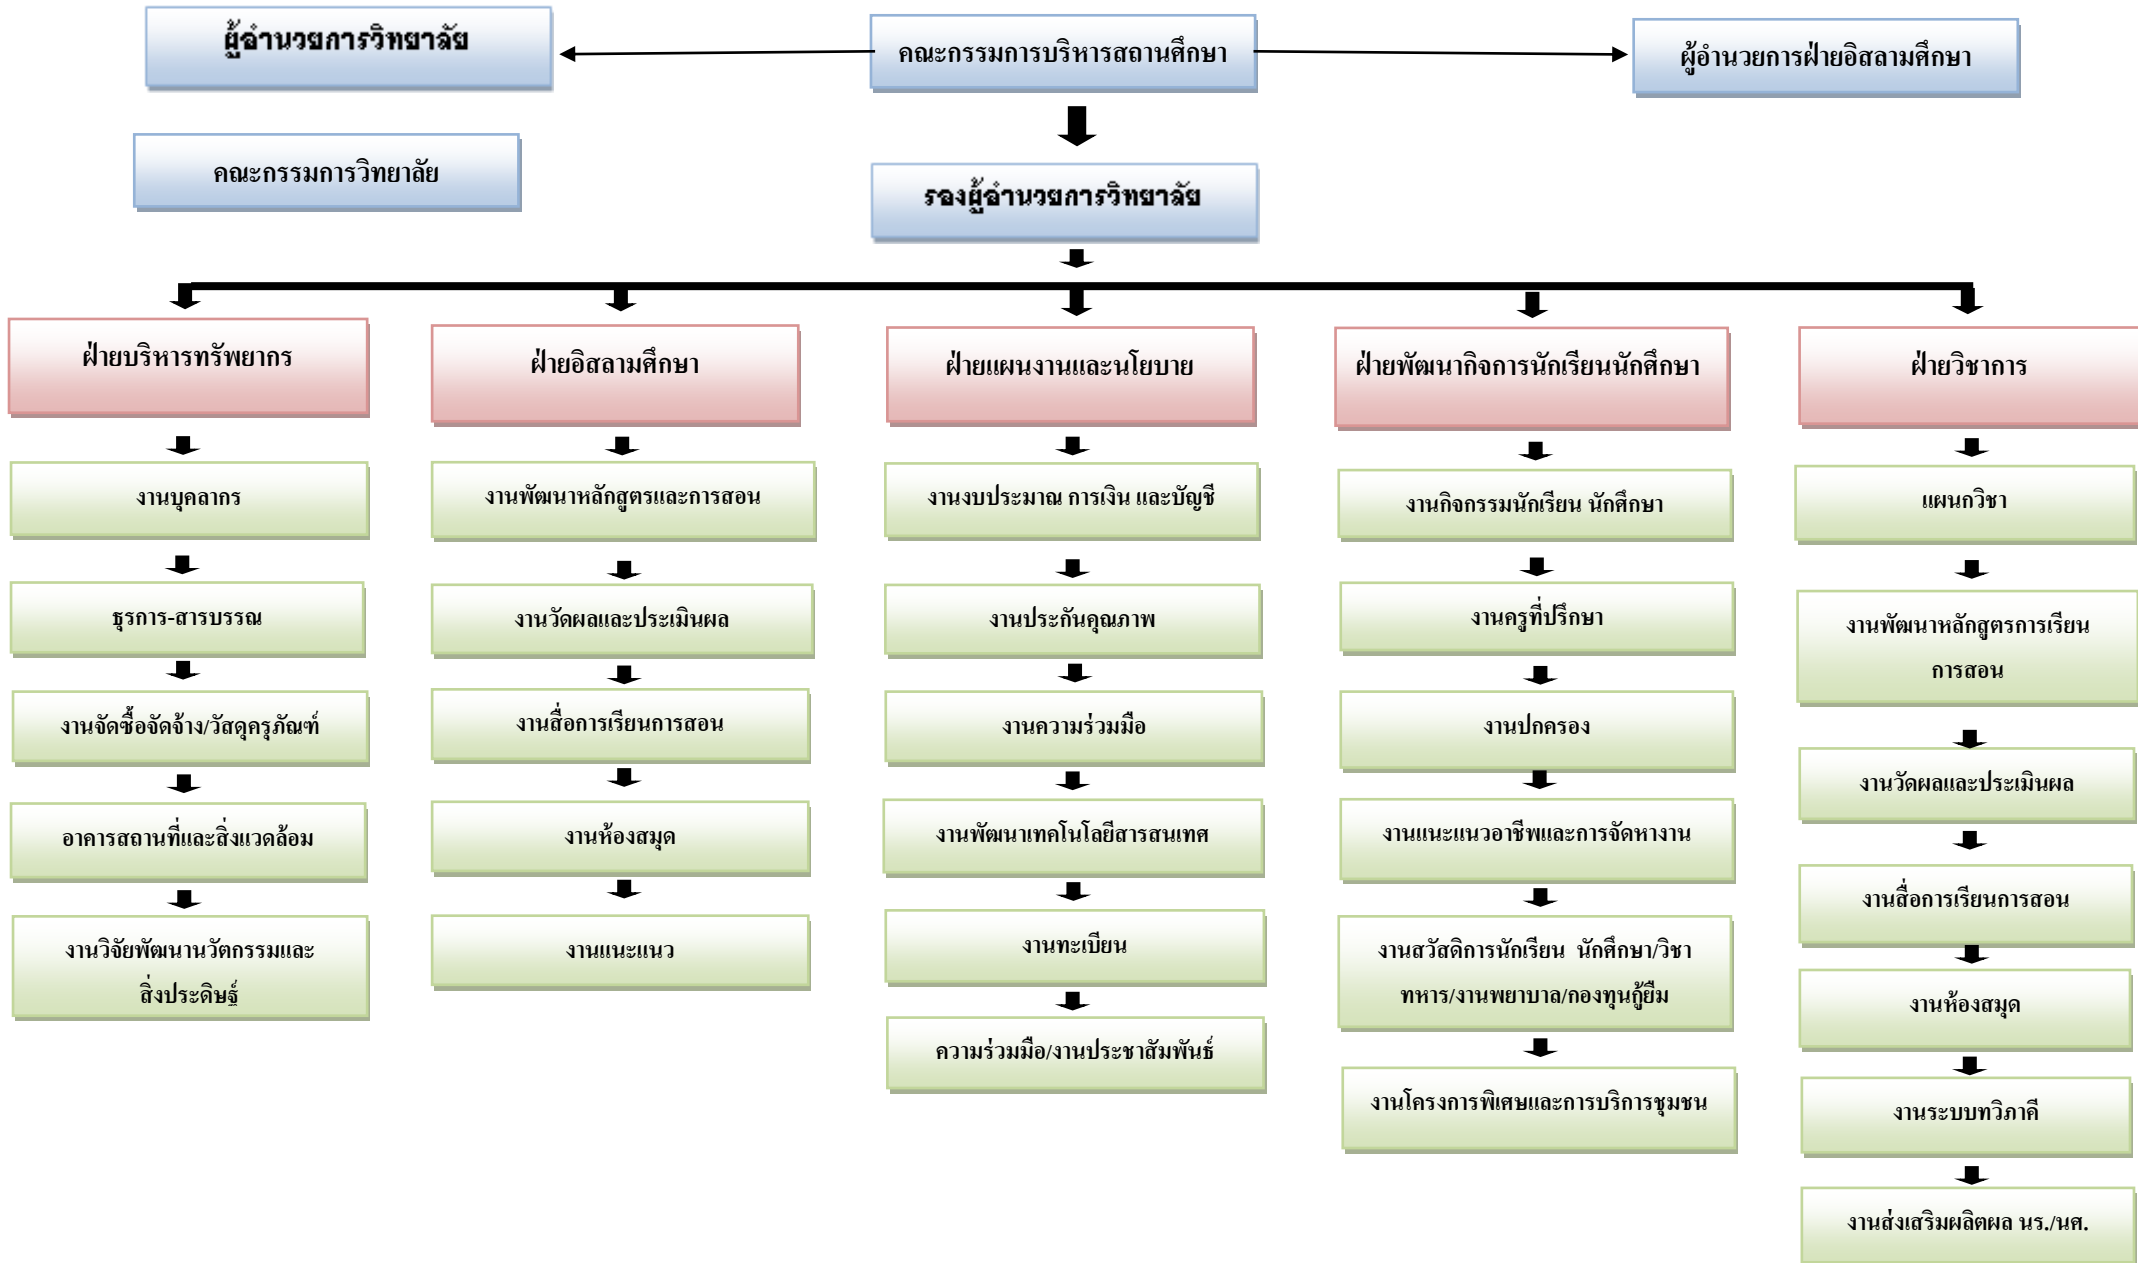 ผู้อำนวยการวิทยาลัย
คณะกรรมการบริหารสถานศึกษา
ผู้อำนวยการฝ่ายอิสลามศึกษา
คณะกรรมการวิทยาลัย
รองผู้อำนวยการวิทยาลัย
ฝ่ายบริหารทรัพยากร
งานบุคลากร
ธุรการ-สารบรรณ
งานจัดซื้อจัดจ้าง/วัสดุครุภัณฑ์
อาคารสถานที่และสิ่งแวดล้อม
งานวิจัยพัฒนานวัตกรรมและ
สิ่งประดิษฐ์
ฝ่ายอิสลามศึกษา
งานพัฒนาหลักสูตรและการสอน
งานวัดผลและประเมินผล
งานสื่อการเรียนการสอน
งานห้องสมุด
งานแนะแนว
ฝ่ายแผนงานและนโยบาย
งานงบประมาณ การเงิน และบัญชี
งานประกันคุณภาพ
งานความร่วมมือ
งานพัฒนาเทคโนโลยีสารสนเทศ
งานทะเบียน
ความร่วมมือ/งานประชาสัมพันธ์
ฝ่ายพัฒนากิจการนักเรียนนักศึกษา
งานกิจกรรมนักเรียน นักศึกษา
งานครูที่ปรึกษา
งานปกครอง
งานแนะแนวอาชีพและการจัดหางาน
งานสวัสดิการนักเรียน  นักศึกษา/วิชา
ทหาร/งานพยาบาล/กองทุนกู้ยืม
งานโครงการพิเศษและการบริการชุมชน
ฝ่ายวิชาการ
แผนกวิชา
งานพัฒนาหลักสูตรการเรียน
การสอน
งานวัดผลและประเมินผล
งานสื่อการเรียนการสอน
งานห้องสมุด
งานระบบทวิภาคี
งานส่งเสริมผลิตผล นร./นศ.